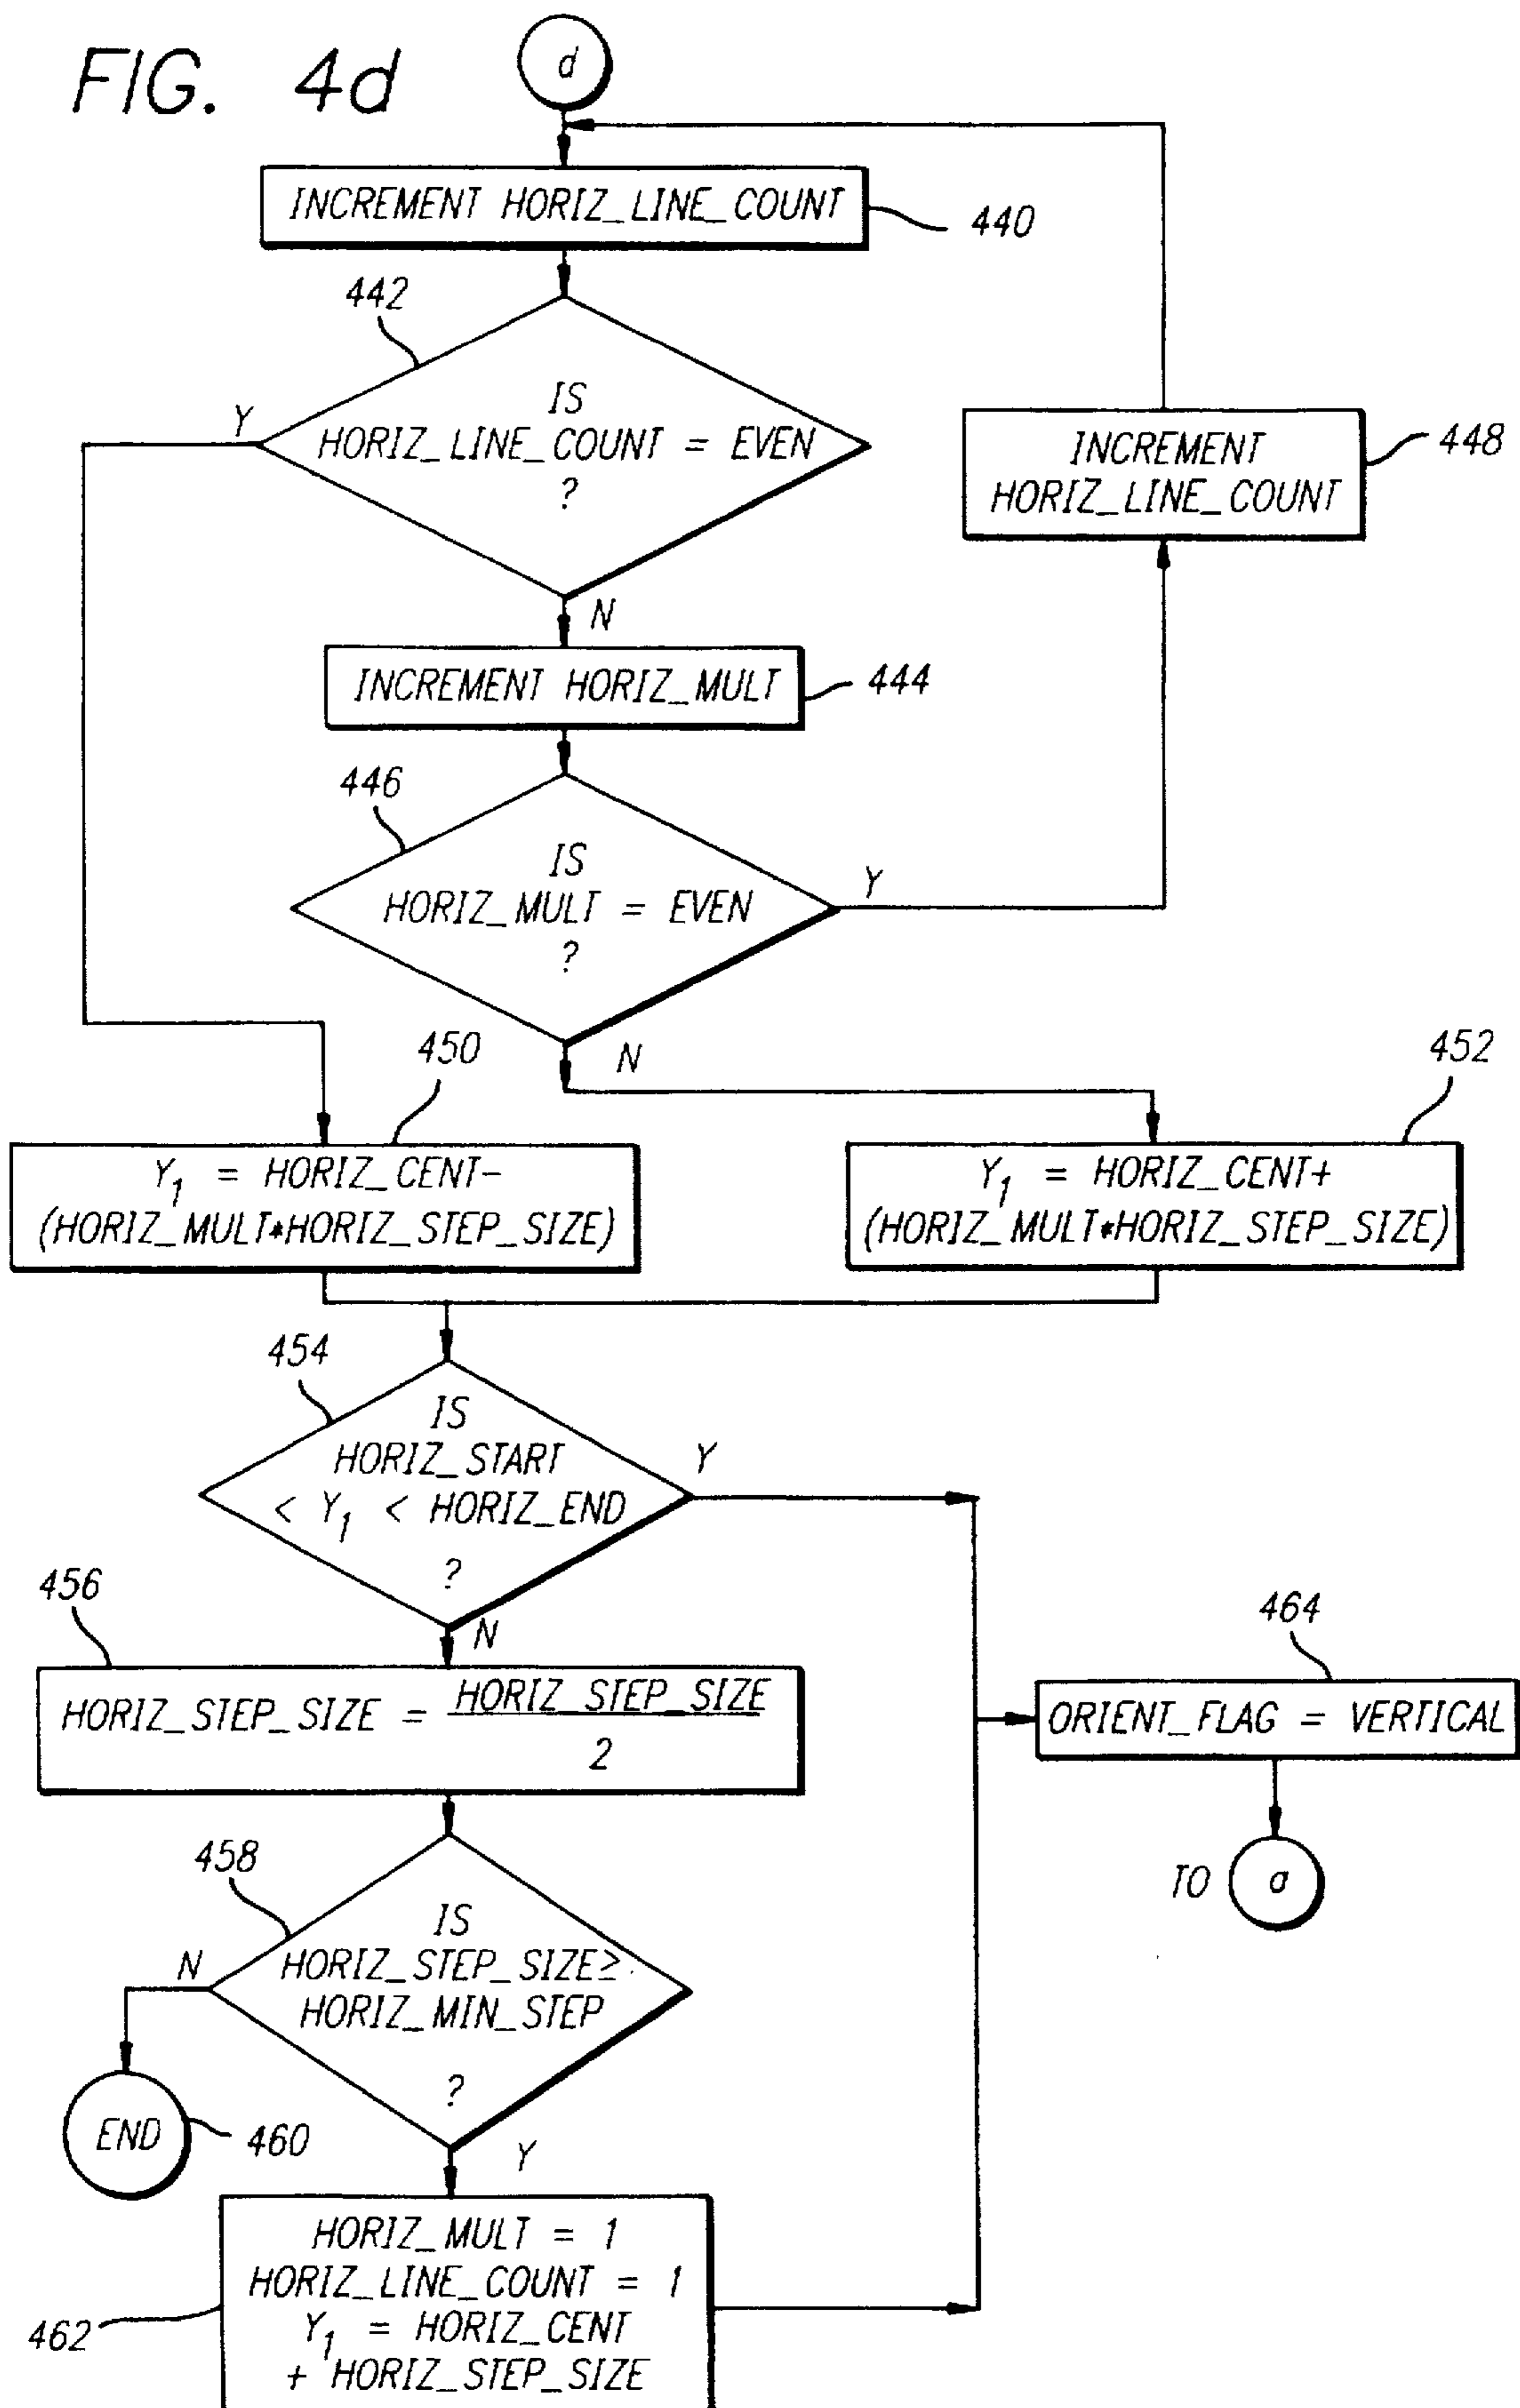 FIG. 4d
d
INCREMENT HORIZ_LINE_COUNT
440
442
IS
HORIZ_LINE_COUNT = EVEN
?
Y
N
INCREMENT
HORIZ_LINE_COUNT
448
INCREMENT HORIZ_MULT
444
446
IS
HORIZ_MULT = EVEN
?
Y
N
450
452
Y1 = HORIZ_CENT-
(HORIZ_MULT*HORIZ_STEP_SIZE)
Y1 = HORIZ_CENT+
(HORIZ_MULT*HORIZ_STEP_SIZE)
454
IS
HORIZ_START
< Y1 < HORIZ_END
?
Y
N
456
HORIZ_STEP_SIZE = HORIZ_STEP_SIZE
2
464
ORIENT_FLAG = VERTICAL
TO a
458
IS
HORIZ_STEP_SIZE≥
HORIZ_MIN_STEP
?
N
Y
END
460
HORIZ_MULT = 1
HORIZ_LINE_COUNT = 1
Y1 = HORIZ_CENT
+ HORIZ_STEP_SIZE
462